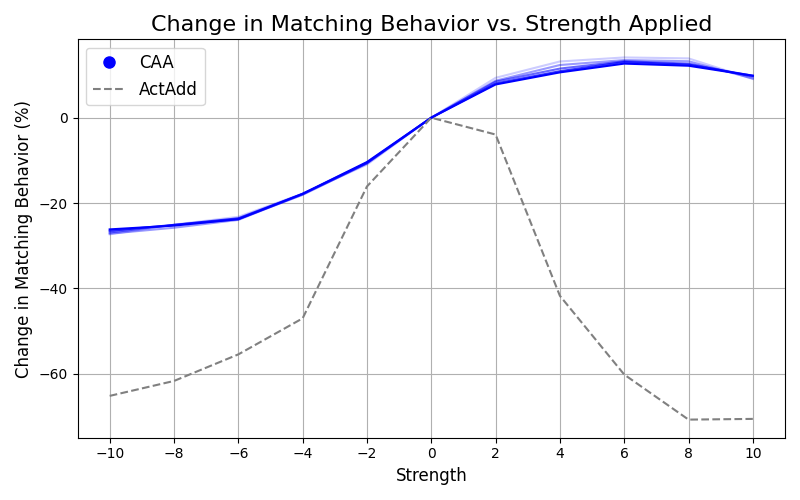 Change in Matching Behavior vs. Strength Applied
CAA
ActAdd
Change in Matching Behavior (%)
0
−20
−40
−60
−10 −8 −6 −4 −2 0 2 4 6 8 10
Strength